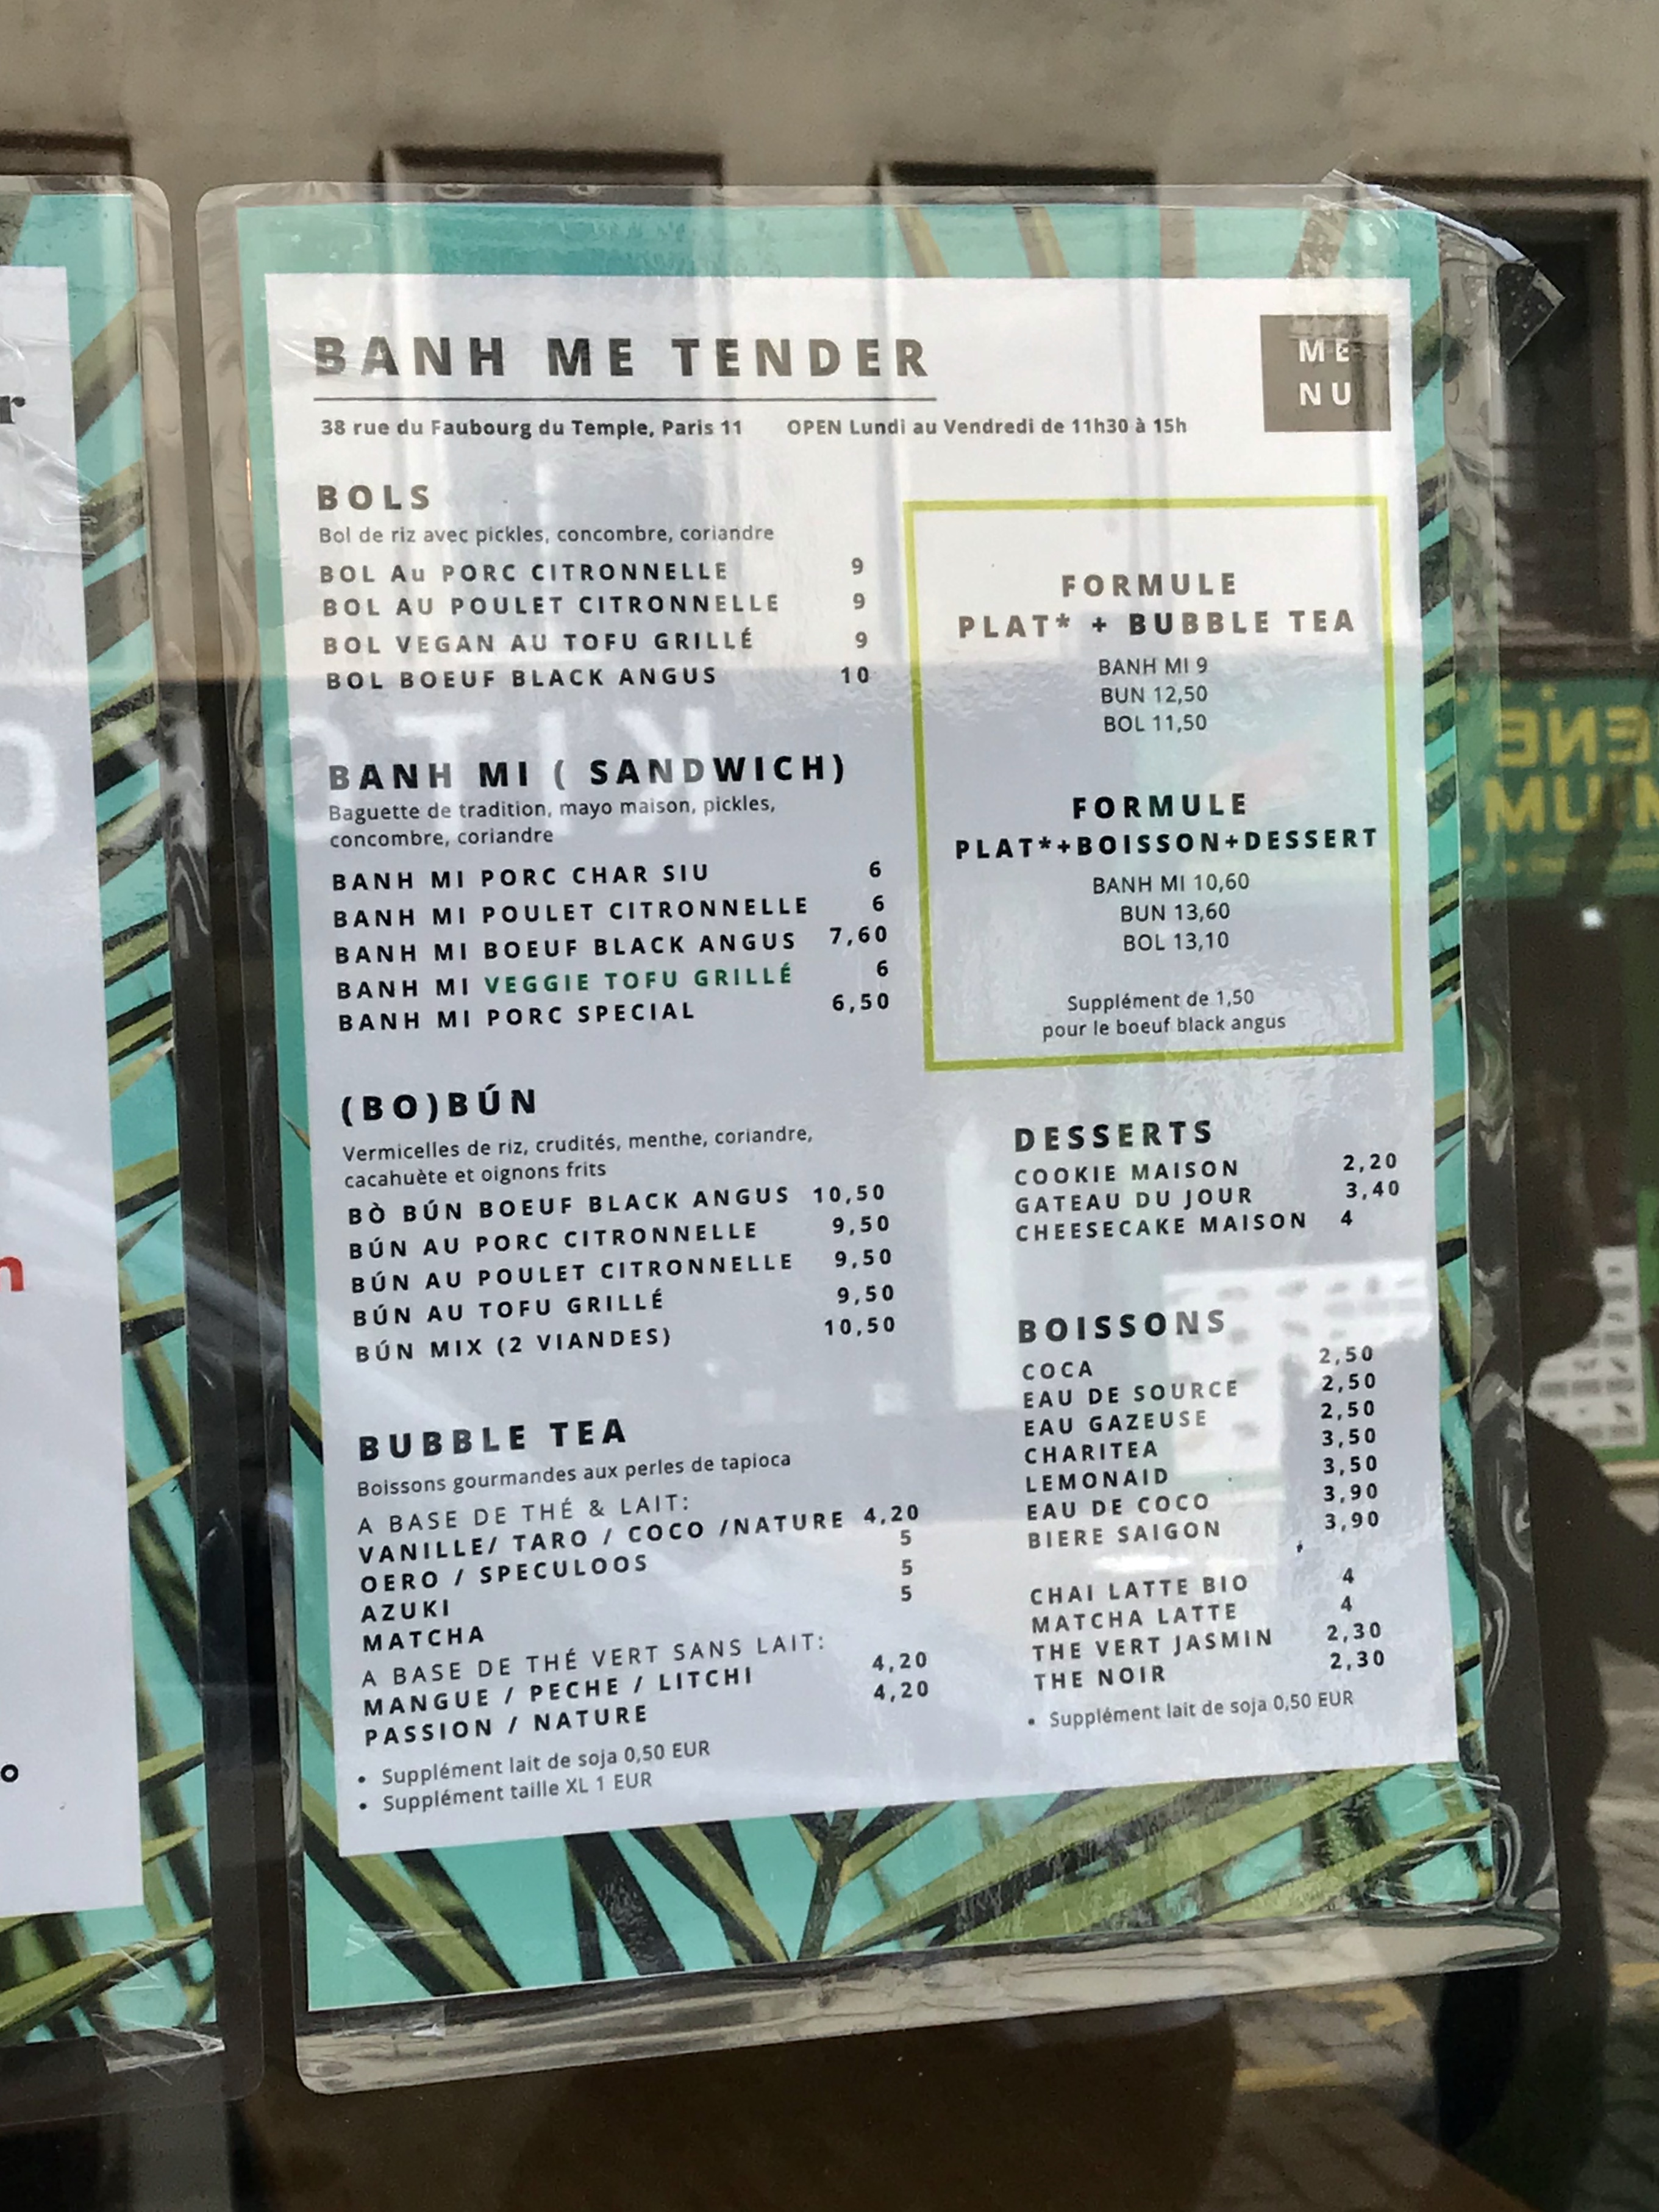 BANH ME TENDER
ME
NU
38 rue du Faubourg du Temple, Paris 11 OPEN Lundi au Vendredi de 11h30 à 15h
BOLS
Bol de riz avec pickles, concombre, coriandre
BOL Au PORC CITRONNELLE 9
BOL AU POULET CITRONNELLE 9
BOL VEGAN AU TOFU GRILLÉ 9
BOL BOEUF BLACK ANGUS 10
BANH MI ( SANDWICH)
Baguette de tradition, mayo maison, pickles,
concombre, coriandre
BANH MI PORC CHAR SIU 6
BANH MI POULET CITRONNELLE 6
BANH MI BOEUF BLACK ANGUS 7,60
BANH MI VEGGIE TOFU GRILLÉ 6
BANH MI PORC SPECIAL 6,50
(BO)BÚN
Vermicelles de riz, crudités, menthe, coriandre,
cacahuète et oignons frits
BÒ BÚN BOEUF BLACK ANGUS 10,50
BÚN AU PORC CITRONNELLE 9,50
BÚN AU POULET CITRONNELLE 9,50
BÚN AU TOFU GRILLÉ 9,50
BÚN MIX (2 VIANDES) 10,50
BUBBLE TEA
Boissons gourmandes aux perles de tapioca
A BASE DE THÉ & LAIT:
VANILLE/ TARO / COCO /NATURE 4,20
OERO / SPECULOOS 5
AZUKI 5
MATCHA 5
A BASE DE THÉ VERT SANS LAIT:
MANGUE / PECHE / LITCHI 4,20
PASSION / NATURE 4,20
• Supplément lait de soja 0,50 EUR
• Supplément taille XL 1 EUR
FORMULE
PLAT* + BUBBLE TEA
BANH MI 9
BUN 12,50
BOL 11,50
FORMULE
PLAT*+BOISSON+DESSERT
BANH MI 10,60
BUN 13,60
BOL 13,10
Supplément de 1,50
pour le boeuf black angus
DESSERTS
COOKIE MAISON 2,20
GATEAU DU JOUR 3,40
CHEESECAKE MAISON 4
BOISSONS
COCA 2,50
EAU DE SOURCE 2,50
EAU GAZEUSE 2,50
CHARITEA 3,50
LEMONAID 3,50
EAU DE COCO 3,90
BIERE SAIGON 3,90
CHAI LATTE BIO 4
MATCHA LATTE 4
THE VERT JASMIN 2,30
THE NOIR 2,30
• Supplément lait de soja 0,50 EUR